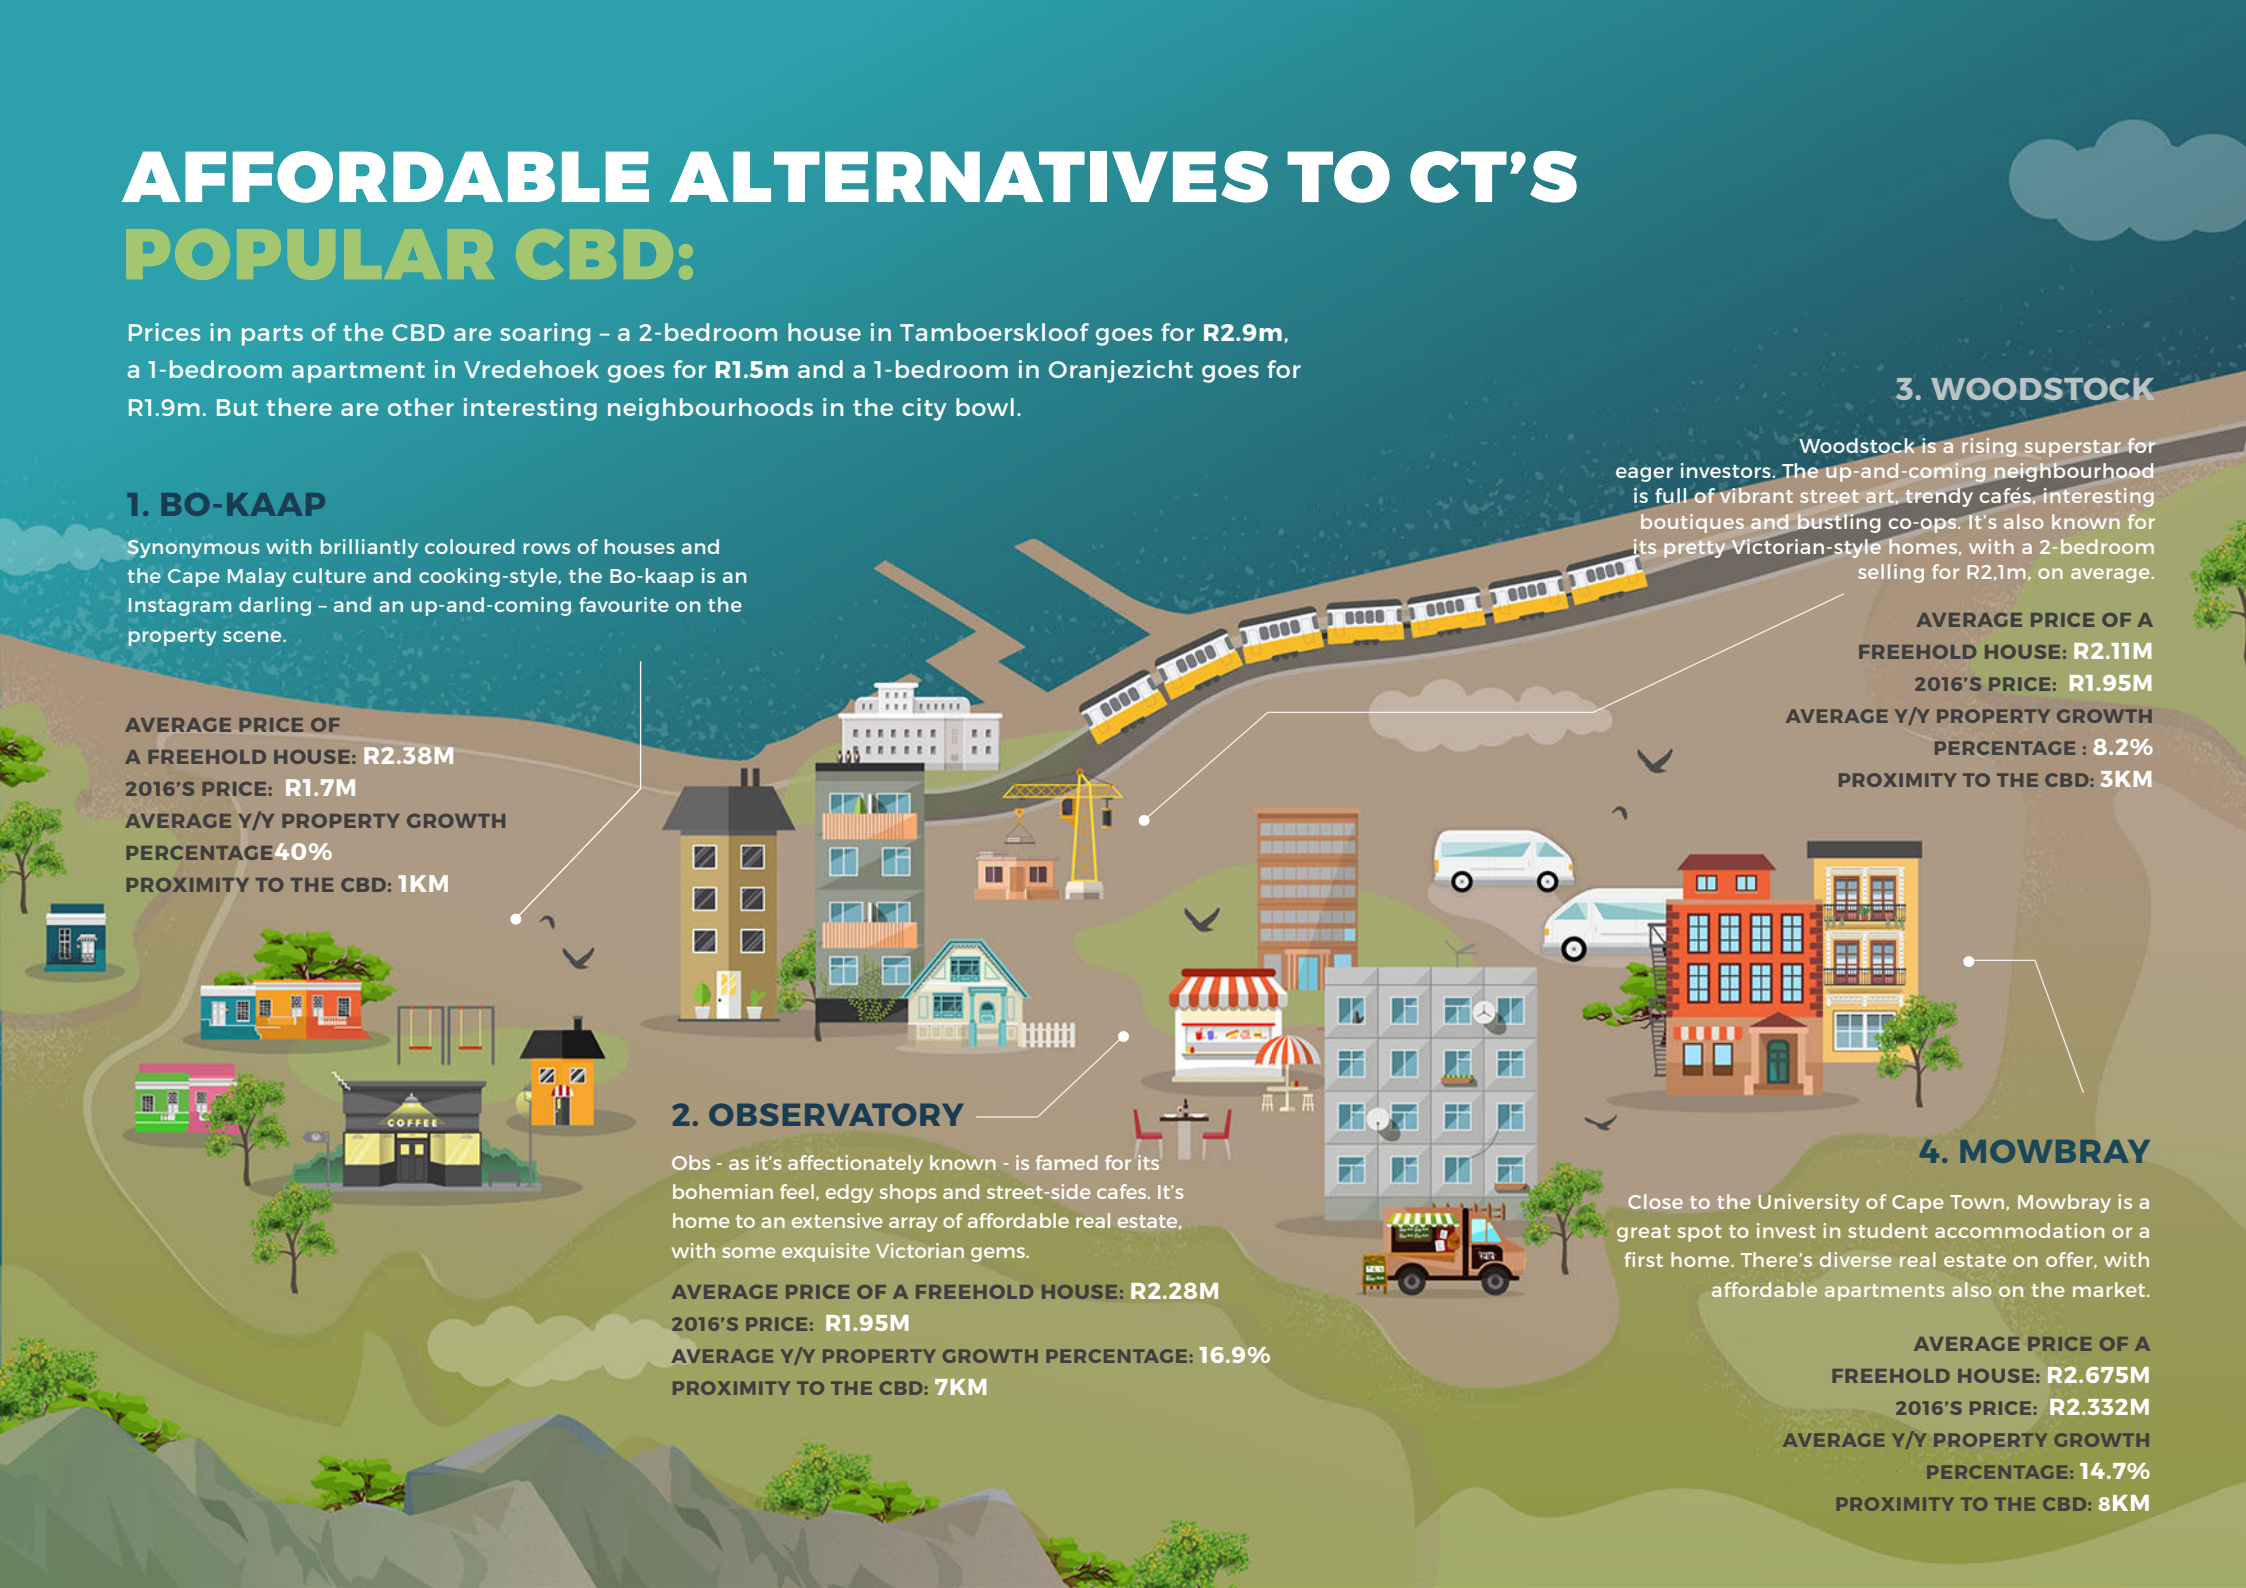 AFFORDABLE ALTERNATIVES TO CT'S
POPULAR CBD:
Prices in parts of the CBD are soaring – a 2-bedroom house in Tamboerskloof goes for R2.9m,
a 1-bedroom apartment in Vredehoek goes for R1.5m and a 1-bedroom in Oranjezicht goes for
R1.9m. But there are other interesting neighbourhoods in the city bowl.
1. BO-KAAP
Synonymous with brilliantly coloured rows of houses and
the Cape Malay culture and cooking-style, the Bo-kaap is an
Instagram darling – and an up-and-coming favourite on the
property scene.
AVERAGE PRICE OF
A FREEHOLD HOUSE: R2.38M
2016'S PRICE: R1.7M
AVERAGE Y/Y PROPERTY GROWTH
PERCENTAGE40%
PROXIMITY TO THE CBD: 1KM
COFFEE
2. OBSERVATORY
Obs - as it's affectionately known - is famed for its
bohemian feel, edgy shops and street-side cafes. It's
home to an extensive array of affordable real estate,
with some exquisite Victorian gems.
AVERAGE PRICE OF A FREEHOLD HOUSE: R2.28M
2016'S PRICE: R1.95M
AVERAGE Y/Y PROPERTY GROWTH PERCENTAGE: 16.9%
PROXIMITY TO THE CBD: 7KM
3. WOODSTOCK
Woodstock is a rising superstar for
eager investors. The up-and-coming neighbourhood
is full of vibrant street art, trendy cafés, interesting
boutiques and bustling co-ops. It's also known for
its pretty Victorian-style homes, with a 2-bedroom
selling for R2,1m, on average.
AVERAGE PRICE OF A
FREEHOLD HOUSE: R2.11M
2016'S PRICE: R1.95M
AVERAGE Y/Y PROPERTY GROWTH
PERCENTAGE : 8.2%
PROXIMITY TO THE CBD: 3KM
4. MOWBRAY
Close to the University of Cape Town, Mowbray is a
great spot to invest in student accommodation or a
first home. There's diverse real estate on offer, with
affordable apartments also on the market.
AVERAGE PRICE OF A
FREEHOLD HOUSE: R2.675M
2016'S PRICE: R2.332M
AVERAGE Y/Y PROPERTY GROWTH
PERCENTAGE: 14.7%
PROXIMITY TO THE CBD: 8KM